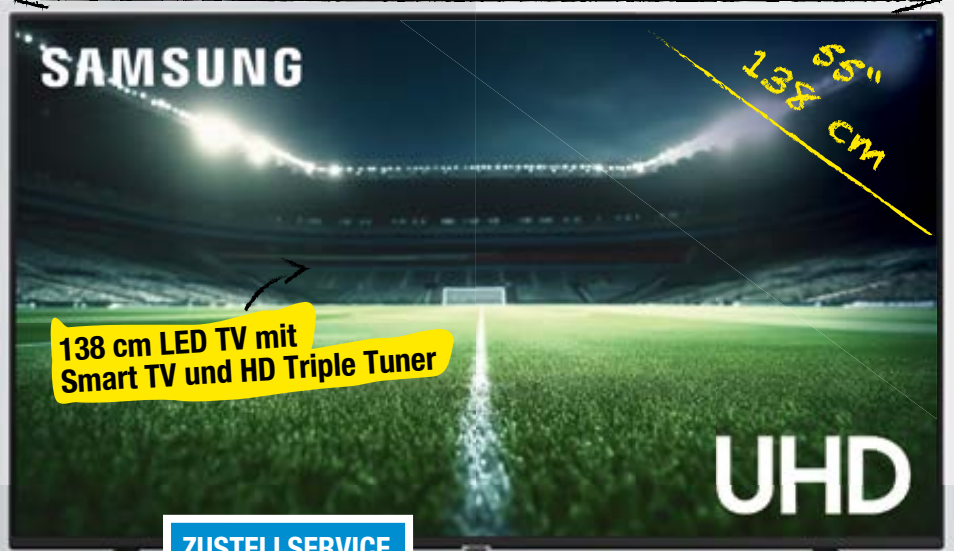 SAMSUNG
55"
138 cm
138 cm LED TV mit
Smart TV und HD Triple Tuner
UHD
ZUSTELLSERVICE